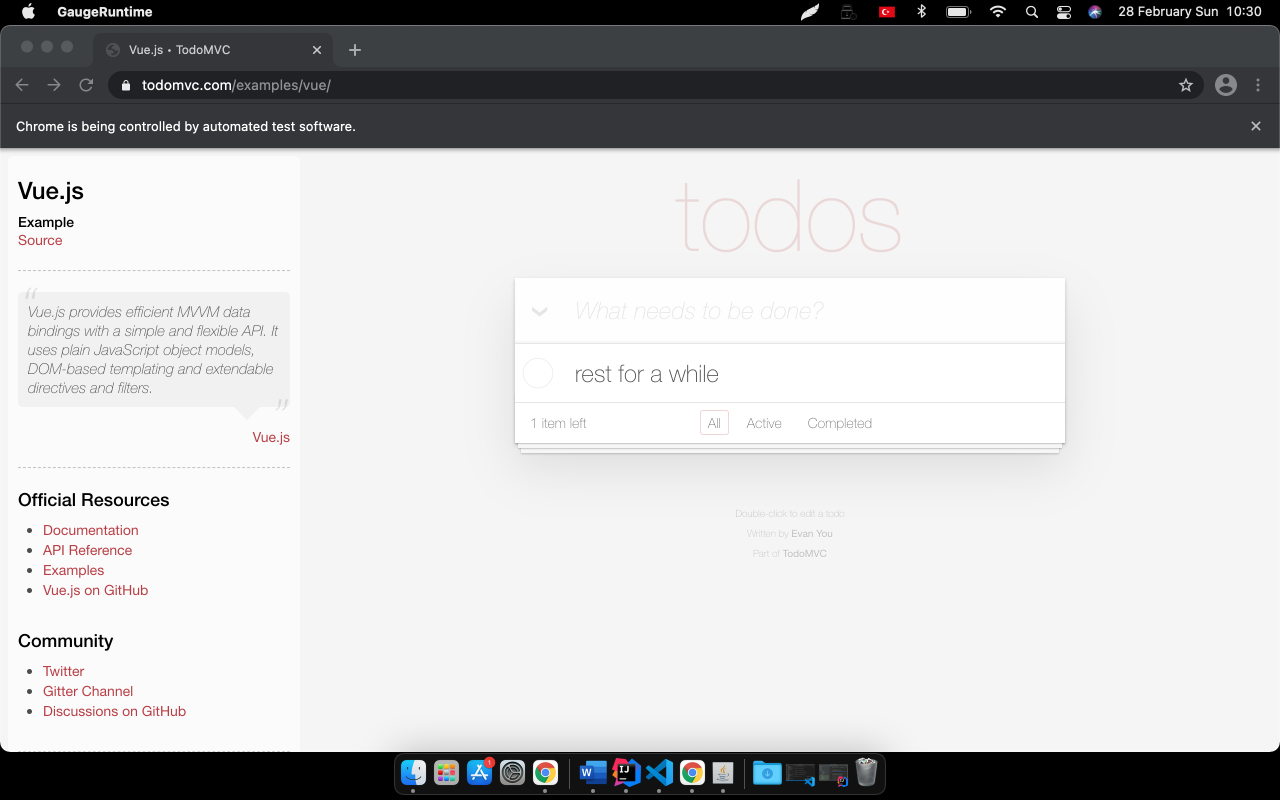 GaugeRuntime
28 February Sun 10:30
Vue.js • TodoMVC
todomvc.com/examples/vue/
Chrome is being controlled by automated test software.
Vue.js
Example
Source
“
Vue.js provides efficient MVVM data
bindings with a simple and flexible API. It
uses plain JavaScript object models,
DOM-based templating and extendable
directives and filters.
”
Vue.js
Official Resources
Documentation
API Reference
Examples
Vue.js on GitHub
Community
Twitter
Gitter Channel
Discussions on GitHub
todos
What needs to be done?
rest for a while
1 item left
All
Active
Completed
Double-click to edit a todo
Written by Evan You
Part of TodoMVC
1
W
IJ